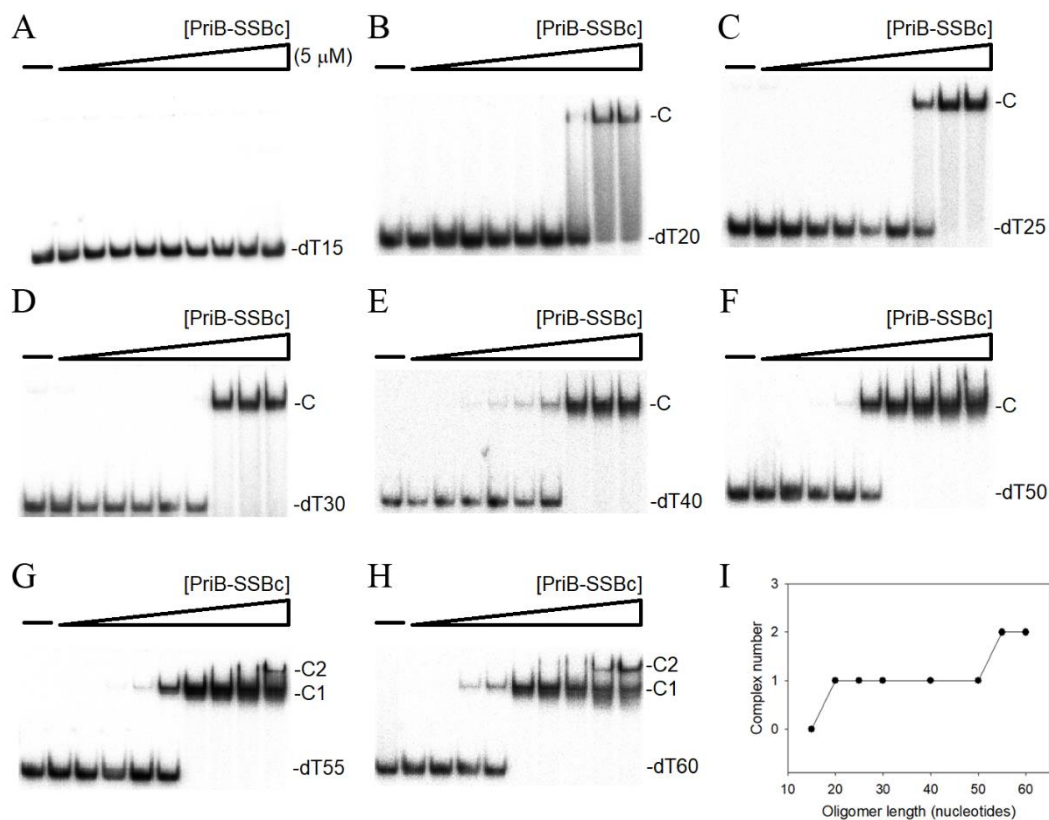 A
[PriB-SSBc]
(5 μM)
-dT15
B
[PriB-SSBc]
-C
-dT20
C
[PriB-SSBc]
-C
-dT25
D
[PriB-SSBc]
-C
-dT30
E
[PriB-SSBc]
-C
-dT40
F
[PriB-SSBc]
-C
-dT50
G
[PriB-SSBc]
-C2
-C1
-dT55
H
[PriB-SSBc]
-C2
-C1
-dT60
I
Complex number
3
2
1
0
10 20 30 40 50 60
Oligomer length (nucleotides)